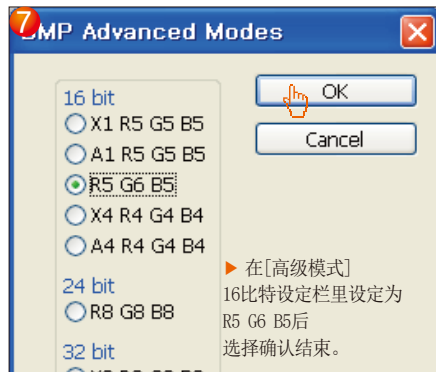 7
BMP Advanced Modes
16 bit
X1 R5 G5 B5
A1 R5 G5 B5
R5 G6 B5
X4 R4 G4 B4
A4 R4 G4 B4
24 bit
R8 G8 B8
32 bit
OK
Cancel
▶ 在[高级模式]
16比特设定栏里设定为
R5 G6 B5后
选择确认结束。